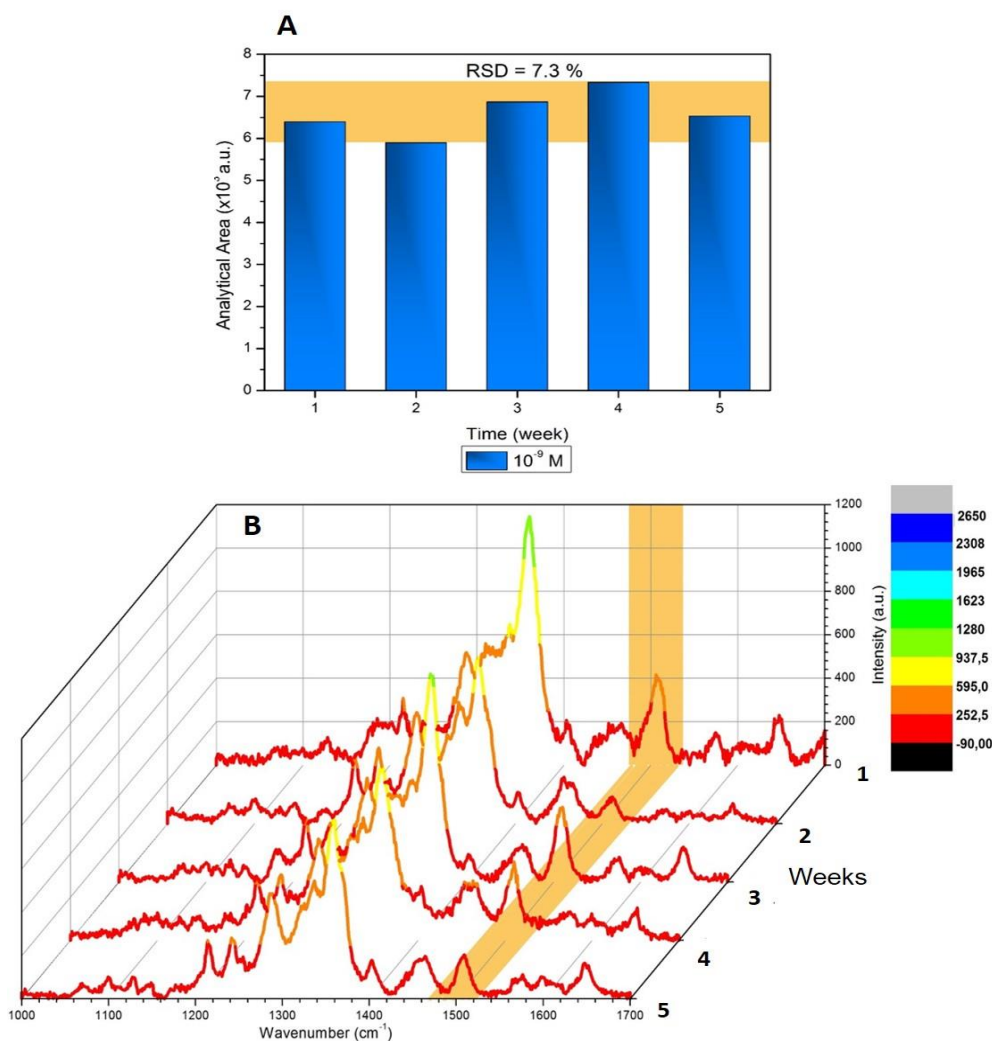 A
RSD = 7.3 %
8
7
6
5
4
3
2
1
0
Analytical Area (x10³ a.u.)
1 2 3 4 5
Time (week)
10⁻⁹ M
B
1200
1000
800
600
400
200
0
Intensity (a.u.)
2650
2308
1965
1623
1280
937,5
595,0
252,5
-90,00
1
2
3
4
5
Weeks
1000 1100 1200 1300 1400 1500 1600 1700
Wavenumber (cm⁻¹)